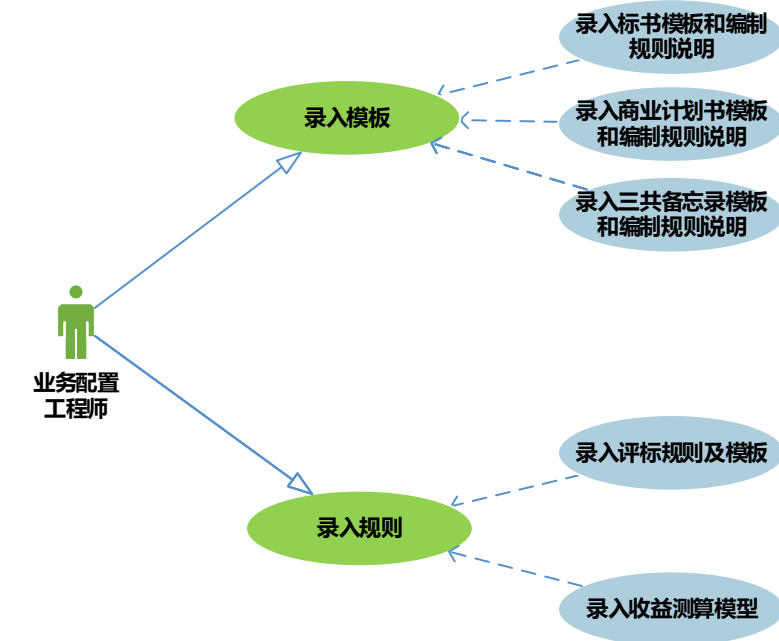 录入标书模板和编制
规则说明
录入模板
录入商业计划书模板
和编制规则说明
录入三共备忘录模板
和编制规则说明
业务配置
工程师
录入评标规则及模板
录入规则
录入收益测算模型